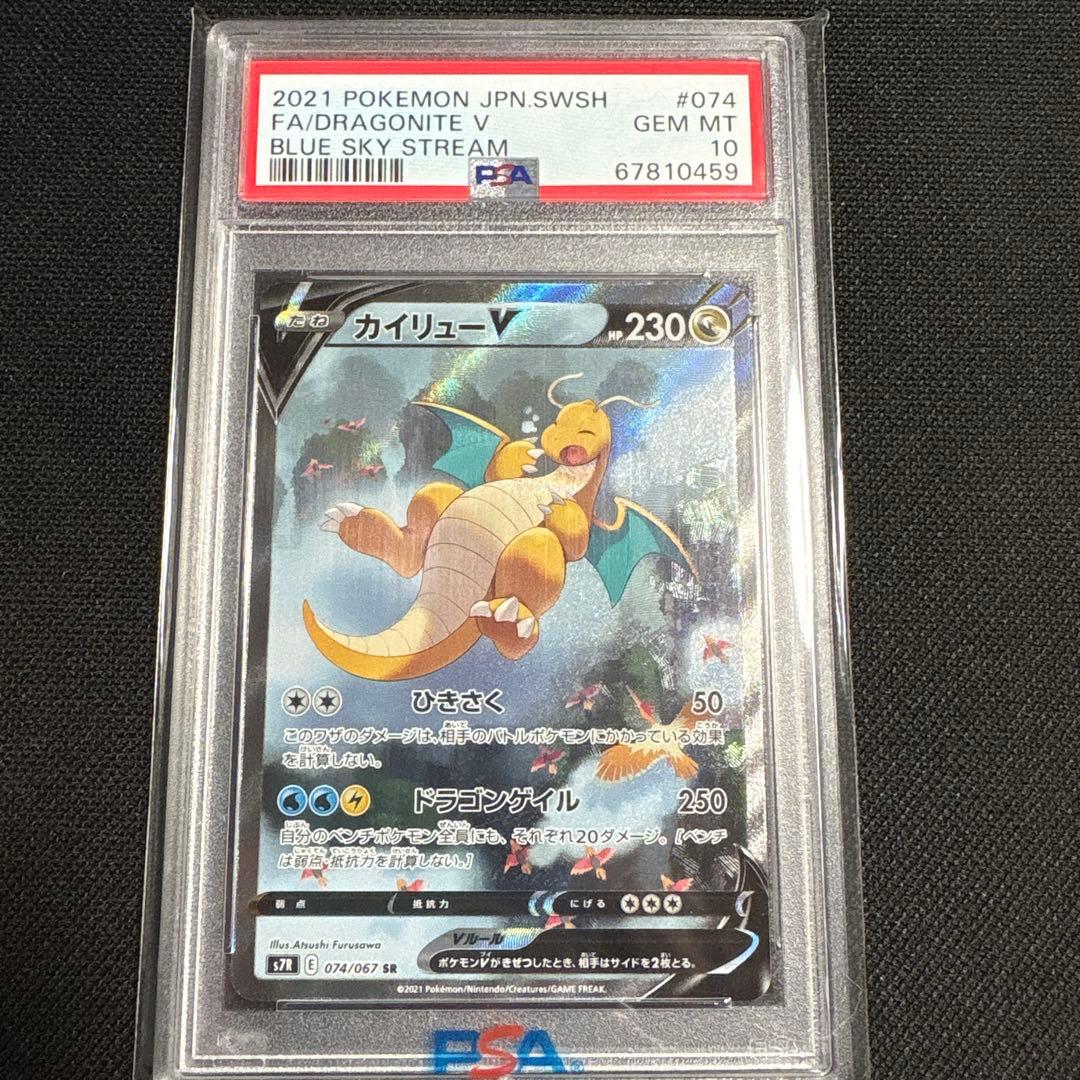 2021 POKEMON JPN.SWSH #074
FA/DRAGONITE V GEM MT
BLUE SKY STREAM 10
PSA 67810459
たね カイリューV HP 230
ひきさく 50
このワザのダメージは、相手のバトルポケモンにかかっている効果
を計算しない。
ドラゴンゲイル 250
自分のベンチポケモン全員にも、それぞれ20ダメージ。[ベンチ
は弱点・抵抗力を計算しない。]
弱点 抵抗力 にげる
Illus.Atsushi Furusawa
Vルール
ポケモンVがきぜつしたとき、相手はサイドを2枚とる。
s7R E 074/067 SR
©2021 Pokémon/Nintendo/Creatures/GAME FREAK.
PSA